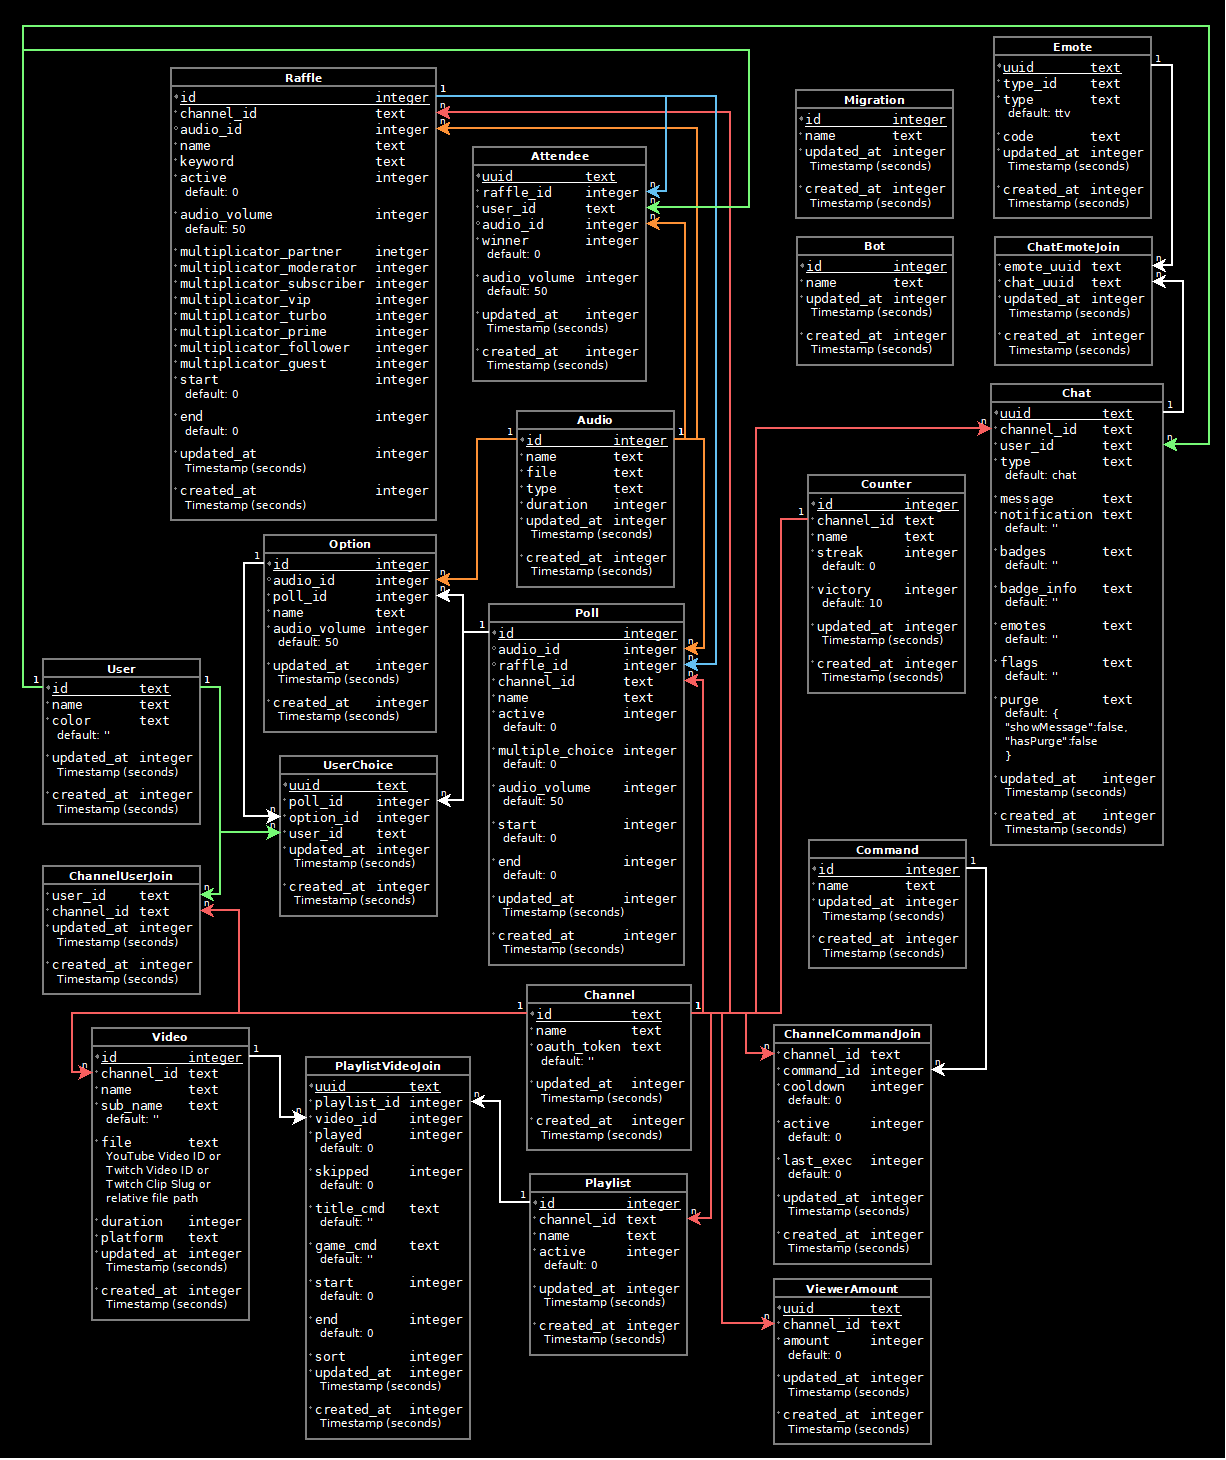 Raffle
id integer
channel_id text
audio_id integer
name text
keyword text
active integer
default: 0
audio_volume integer
default: 50
multiplicator_partner inetger
multiplicator_moderator integer
multiplicator_subscriber integer
multiplicator_vip integer
multiplicator_turbo integer
multiplicator_prime integer
multiplicator_follower integer
multiplicator_guest integer
start integer
default: 0
end integer
default: 0
updated_at integer
Timestamp (seconds)
created_at integer
Timestamp (seconds)
1
n
n
Attendee
uuid text
raffle_id integer
user_id text
audio_id integer
winner integer
default: 0
audio_volume integer
default: 50
updated_at integer
Timestamp (seconds)
created_at integer
Timestamp (seconds)
n
n
n
Migration
id integer
name text
updated_at integer
Timestamp (seconds)
created_at integer
Timestamp (seconds)
Emote
uuid text
type_id text
type text
default: ttv
code text
updated_at integer
Timestamp (seconds)
created_at integer
Timestamp (seconds)
1
Bot
id integer
name text
updated_at integer
Timestamp (seconds)
created_at integer
Timestamp (seconds)
ChatEmoteJoin
emote_uuid text
chat_uuid text
updated_at integer
Timestamp (seconds)
created_at integer
Timestamp (seconds)
n
n
Audio
id integer
name text
file text
type text
duration integer
updated_at integer
Timestamp (seconds)
created_at integer
Timestamp (seconds)
1
1
Chat
uuid text
channel_id text
user_id text
type text
default: chat
message text
notification text
default: ''
badges text
default: ''
badge_info text
default: ''
emotes text
default: ''
flags text
default: ''
purge text
default: {
"showMessage":false,
"hasPurge":false
}
updated_at integer
Timestamp (seconds)
created_at integer
Timestamp (seconds)
1
n
n
Counter
id integer
channel_id text
name text
streak integer
default: 0
victory integer
default: 10
updated_at integer
Timestamp (seconds)
created_at integer
Timestamp (seconds)
1
Option
id integer
audio_id integer
poll_id integer
name text
audio_volume integer
default: 50
updated_at integer
Timestamp (seconds)
created_at integer
Timestamp (seconds)
1
n
n
Poll
id integer
audio_id integer
raffle_id integer
channel_id text
name text
active integer
default: 0
multiple_choice integer
default: 0
audio_volume integer
default: 50
start integer
default: 0
end integer
default: 0
updated_at integer
Timestamp (seconds)
created_at integer
Timestamp (seconds)
1
n
n
n
User
id text
name text
color text
default: ''
updated_at integer
Timestamp (seconds)
created_at integer
Timestamp (seconds)
1
1
UserChoice
uuid text
poll_id integer
option_id integer
user_id text
updated_at integer
Timestamp (seconds)
created_at integer
Timestamp (seconds)
n
n
n
ChannelUserJoin
user_id text
channel_id text
updated_at integer
Timestamp (seconds)
created_at integer
Timestamp (seconds)
n
n
Command
id integer
name text
updated_at integer
Timestamp (seconds)
created_at integer
Timestamp (seconds)
1
Channel
id text
name text
oauth_token text
default: ''
updated_at integer
Timestamp (seconds)
created_at integer
Timestamp (seconds)
1
1
Video
id integer
channel_id text
name text
sub_name text
default: ''
file text
YouTube Video ID or
Twitch Video ID or
Twitch Clip Slug or
relative file path
duration integer
platform text
updated_at integer
Timestamp (seconds)
created_at integer
Timestamp (seconds)
1
n
PlaylistVideoJoin
uuid text
playlist_id integer
video_id integer
played integer
default: 0
skipped integer
default: 0
title_cmd text
default: ''
game_cmd text
default: ''
start integer
default: 0
end integer
default: 0
sort integer
updated_at integer
Timestamp (seconds)
created_at integer
Timestamp (seconds)
n
n
Playlist
id integer
channel_id text
name text
active integer
default: 0
updated_at integer
Timestamp (seconds)
created_at integer
Timestamp (seconds)
1
n
ChannelCommandJoin
channel_id text
command_id integer
cooldown integer
default: 0
active integer
default: 0
last_exec integer
default: 0
updated_at integer
Timestamp (seconds)
created_at integer
Timestamp (seconds)
n
n
ViewerAmount
uuid text
channel_id text
amount integer
default: 0
updated_at integer
Timestamp (seconds)
created_at integer
Timestamp (seconds)
n